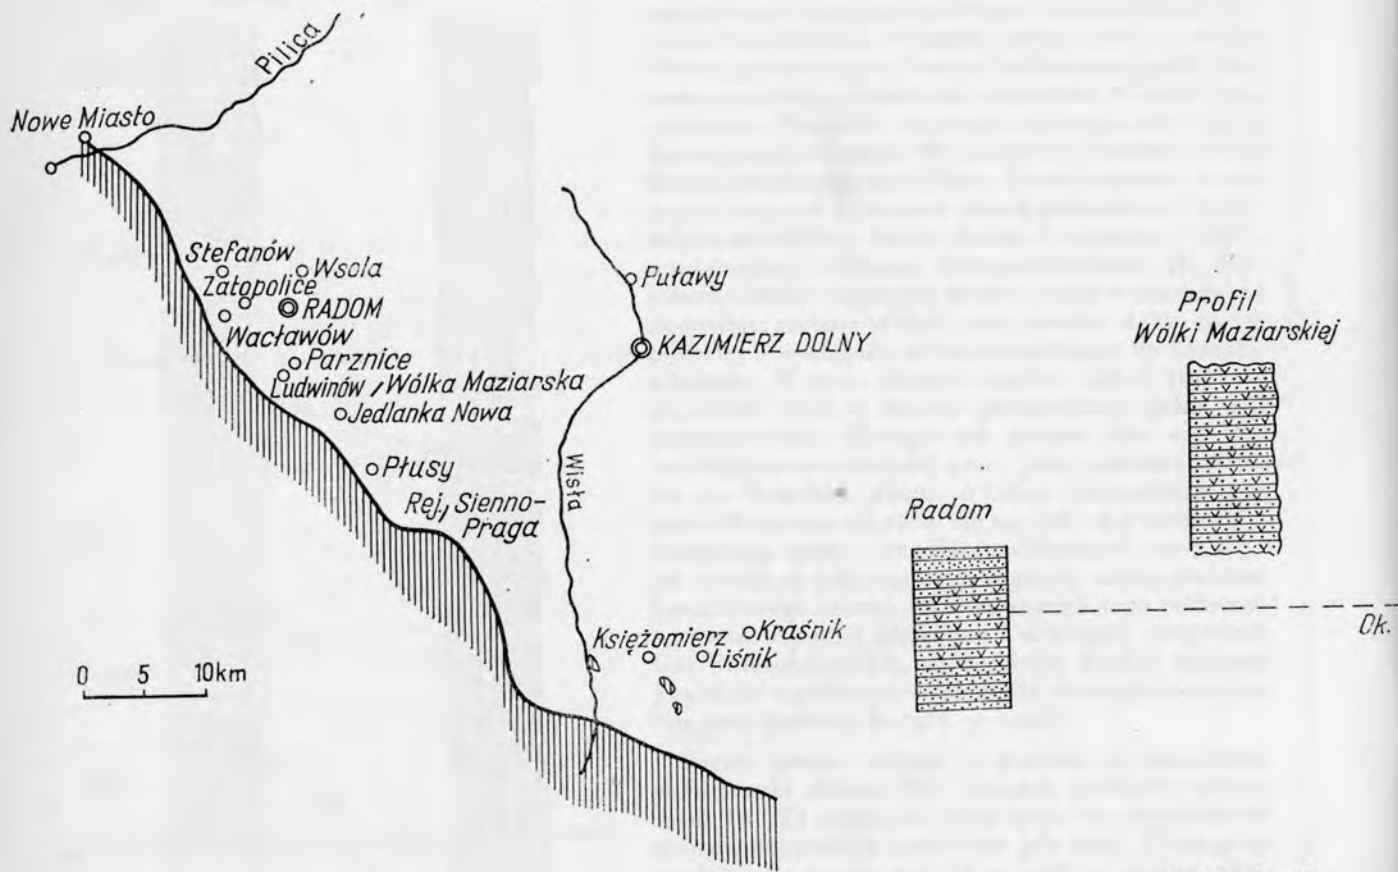 Pilica
Nowe Miasto
Stefanów
Wsola
Zatopolice
RADOM
Wacławów
Parznice
Ludwinów / Wólka Maziarska
Jedlanka Nowa
Płusy
Rej. Sienno-
Praga
Puławy
KAZIMIERZ DOLNY
Wisła
Księżomierz
Kraśnik
Liśnik
0 5 10km
Profil
Wólki Maziarskiej
Radom
Ok.